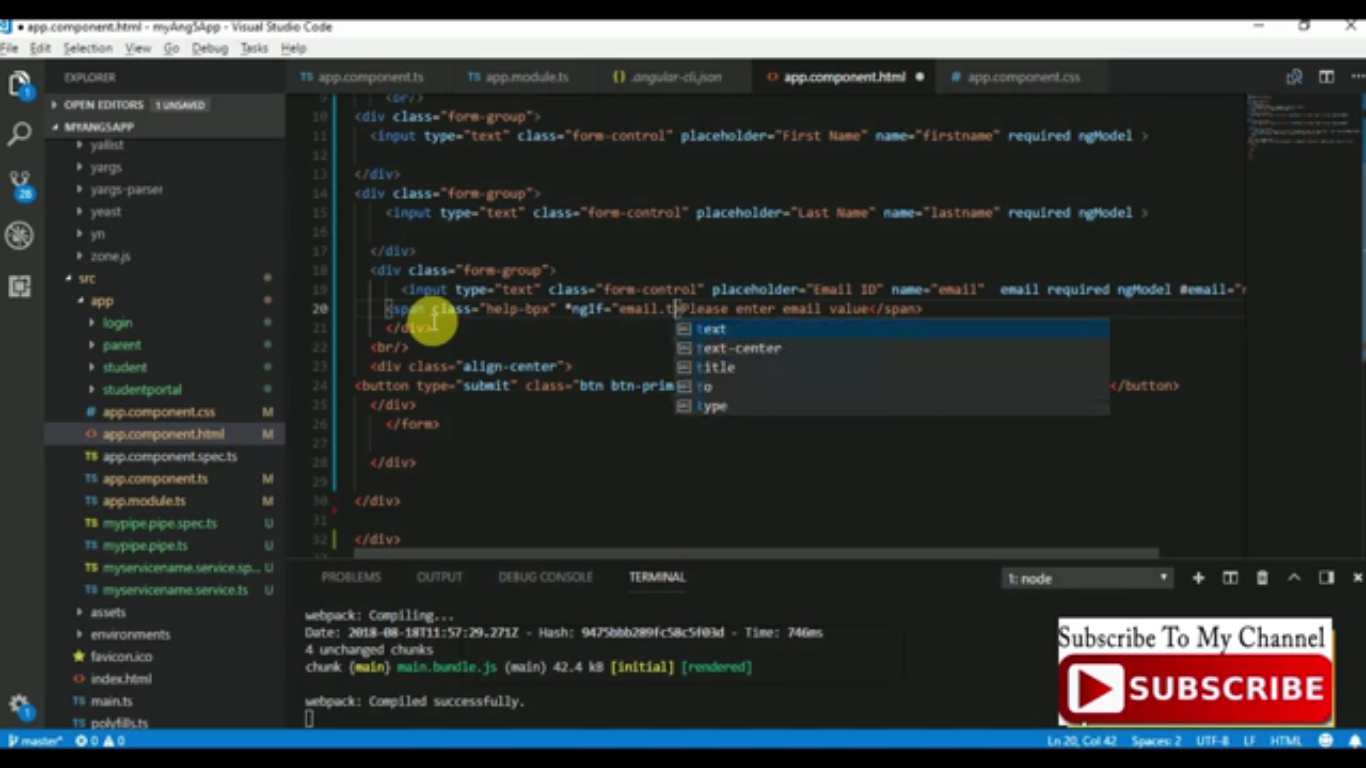 app.component.html - myAng5App - Visual Studio Code
File Edit Selection View Go Debug Tasks Help
EXPLORER
TS app.component.ts TS app.module.ts {} .angular-cli.json <> app.component.html # app.component.css
OPEN EDITORS 1 UNSAVED
MYANG5APP
yallist
yargs
yargs-parser
yeast
yn
zone.js
src
app
login
parent
student
studentportal
# app.component.css M
<> app.component.html M
TS app.component.spec.ts
TS app.component.ts M
TS app.module.ts M
TS mypipe.pipe.spec.ts U
TS mypipe.pipe.ts U
TS myservicename.service.sp... U
TS myservicename.service.ts U
assets
environments
favicon.ico
index.html
TS main.ts
TS polyfills.ts
9 <br/>
10 <div class="form-group">
11 <input type="text" class="form-control" placeholder="First Name" name="firstname" required ngModel >
12
13 </div>
14 <div class="form-group">
15 <input type="text" class="form-control" placeholder="Last Name" name="lastname" required ngModel >
16
17 </div>
18 <div class="form-group">
19 <input type="text" class="form-control" placeholder="Email ID" name="email" email required ngModel #email="n
20 <span class="help-bpx" *ngIf="email.t Please enter email value</span>
21 </div>
22 <br/>
23 <div class="align-center">
24 <button type="submit" class="btn btn-prim </button>
25 </div>
26 </form>
27
28 </div>
29
30 </div>
31
32 </div>
text
text-center
title
to
type
PROBLEMS OUTPUT DEBUG CONSOLE TERMINAL 1: node
webpack: Compiling...
Date: 2018-08-18T11:57:29.271Z - Hash: 9475bbb289fc58c5f03d - Time: 746ms
4 unchanged chunks
chunk {main} main.bundle.js (main) 42.4 kB [initial] [rendered]
webpack: Compiled successfully.
Subscribe To My Channel
SUBSCRIBE
master* 0 0 Ln 20, Col 42 Spaces: 2 UTF-8 LF HTML